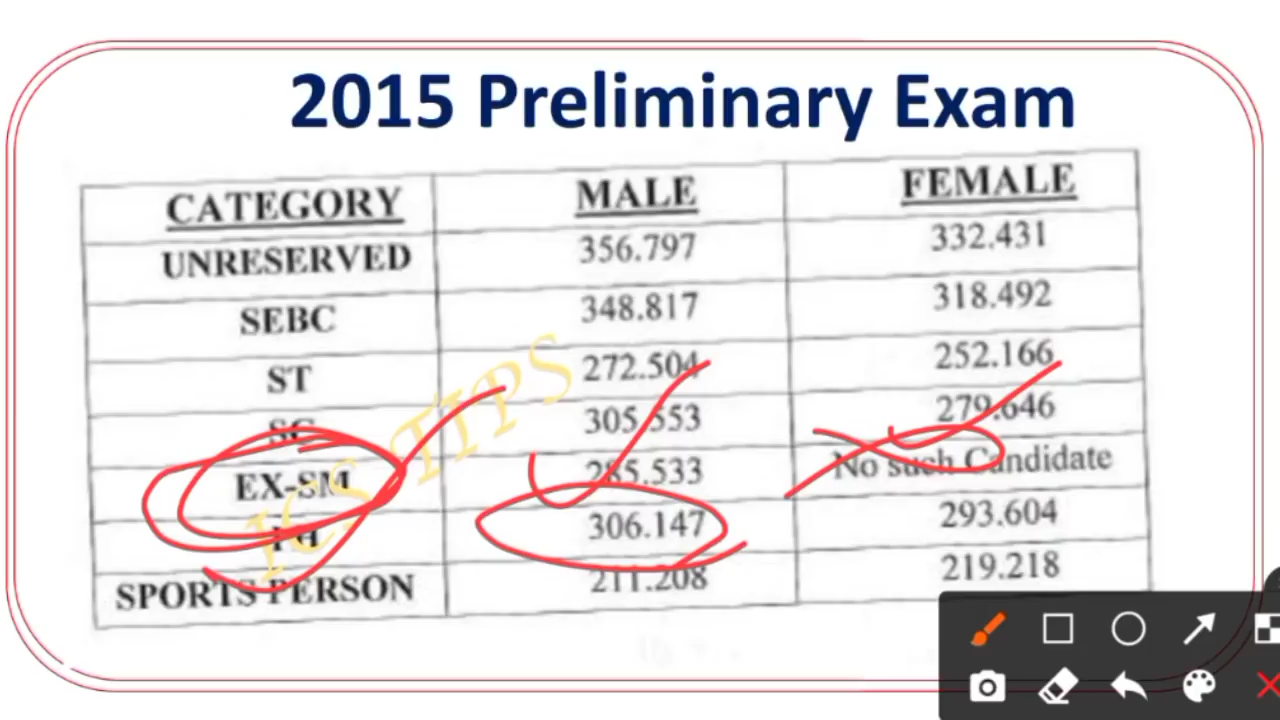 2015 Preliminary Exam
CATEGORY MALE FEMALE
UNRESERVED 356.797 332.431
SEBC 348.817 318.492
ST 272.504 252.166
SC 305.553 279.646
EX-SM 285.533 No such Candidate
PH 306.147 293.604
SPORTS PERSON 211.208 219.218
ICS TIPS